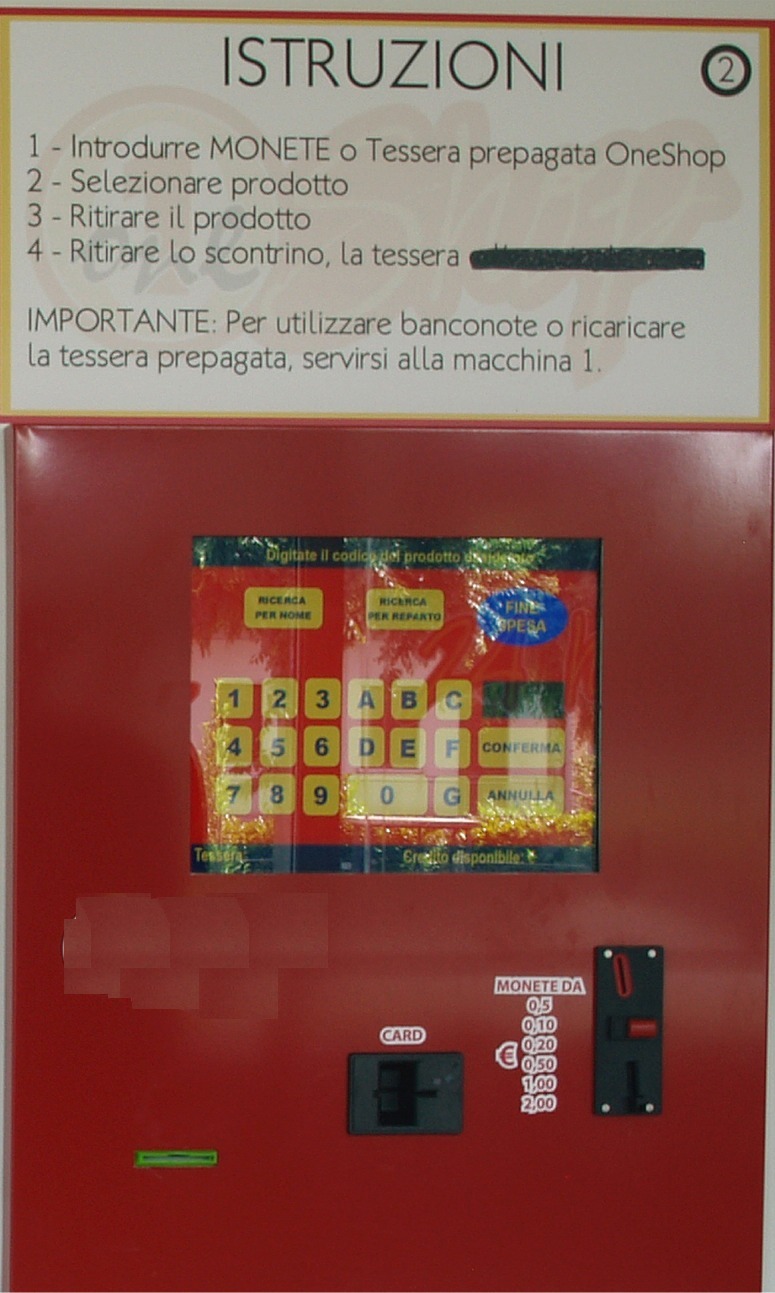 ISTRUZIONI
2
1 - Introdurre MONETE o Tessera prepagata OneShop
2 - Selezionare prodotto
3 - Ritirare il prodotto
4 - Ritirare lo scontrino, la tessera
IMPORTANTE: Per utilizzare banconote o ricaricare
la tessera prepagata, servirsi alla macchina 1.
Digitate il codice del prodotto desiderato
RICERCA
PER NOME
RICERCA
PER REPARTO
FINE
SPESA
1 2 3 A B C
4 5 6 D E F CONFERMA
7 8 9 0 G ANNULLA
Tessera: Credito disponibile: €
MONETE DA
0,5
0,10
0,20
0,50
1,00
2,00
€
CARD